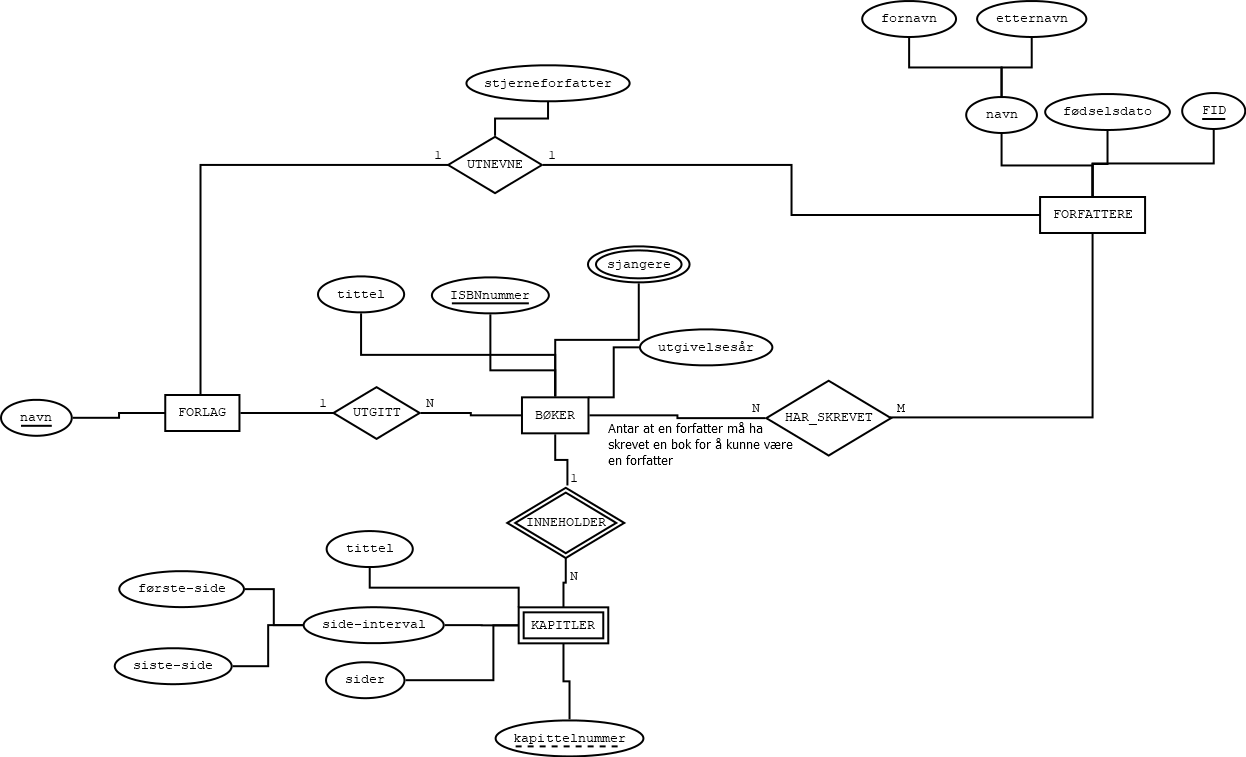 fornavn
etternavn
stjerneforfatter
navn
fødselsdato
FID
1
UTNEVNE
1
FORFATTERE
sjangere
tittel
ISBNnummer
utgivelsesår
navn
FORLAG
1
UTGITT
N
BØKER
N
HAR_SKREVET
M
Antar at en forfatter må ha
skrevet en bok for å kunne være
en forfatter
1
INNEHOLDER
tittel
N
første-side
side-interval
KAPITLER
siste-side
sider
kapittelnummer